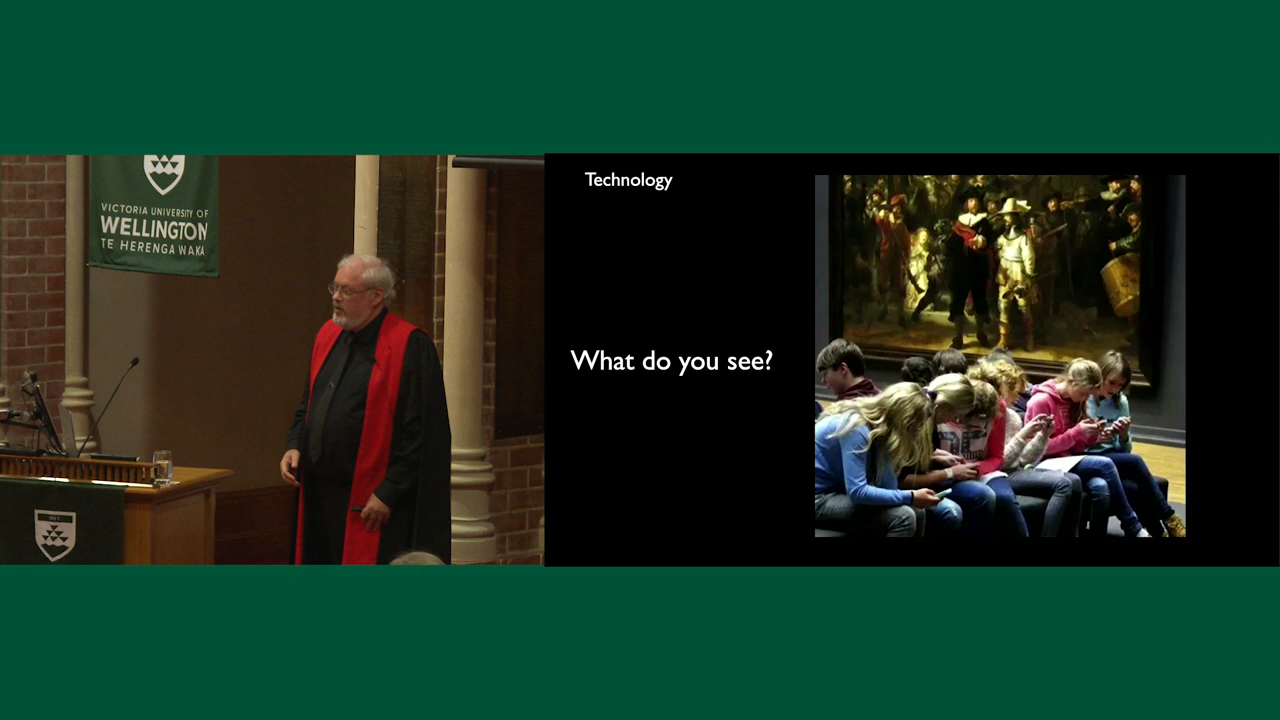 VICTORIA UNIVERSITY OF
WELLINGTON
TE HERENGA WAKA
Technology
What do you see?